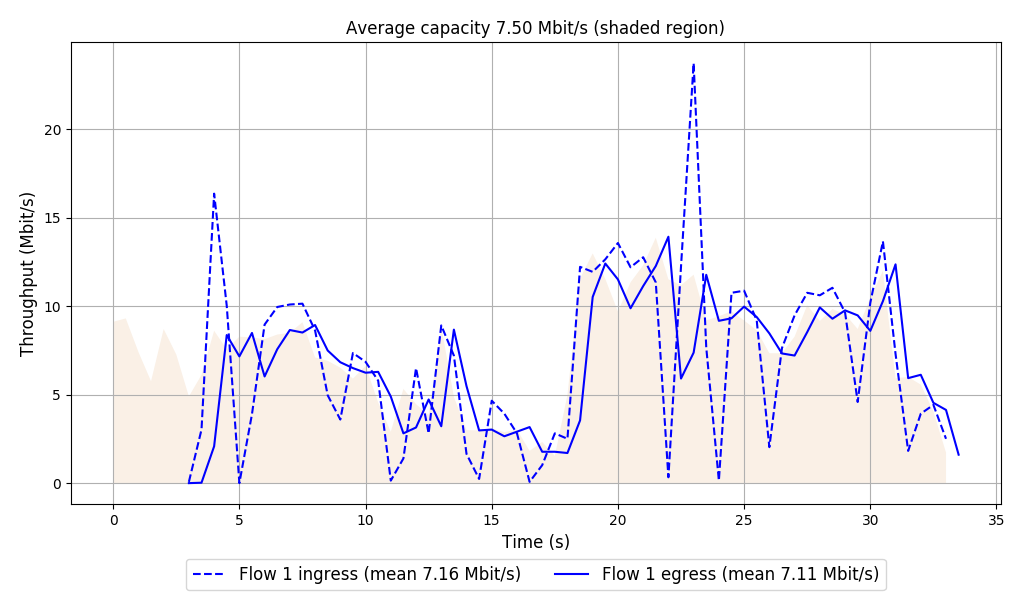 Average capacity 7.50 Mbit/s (shaded region)
Throughput (Mbit/s)
20
15
10
5
0
0 5 10 15 20 25 30 35
Time (s)
Flow 1 ingress (mean 7.16 Mbit/s) Flow 1 egress (mean 7.11 Mbit/s)